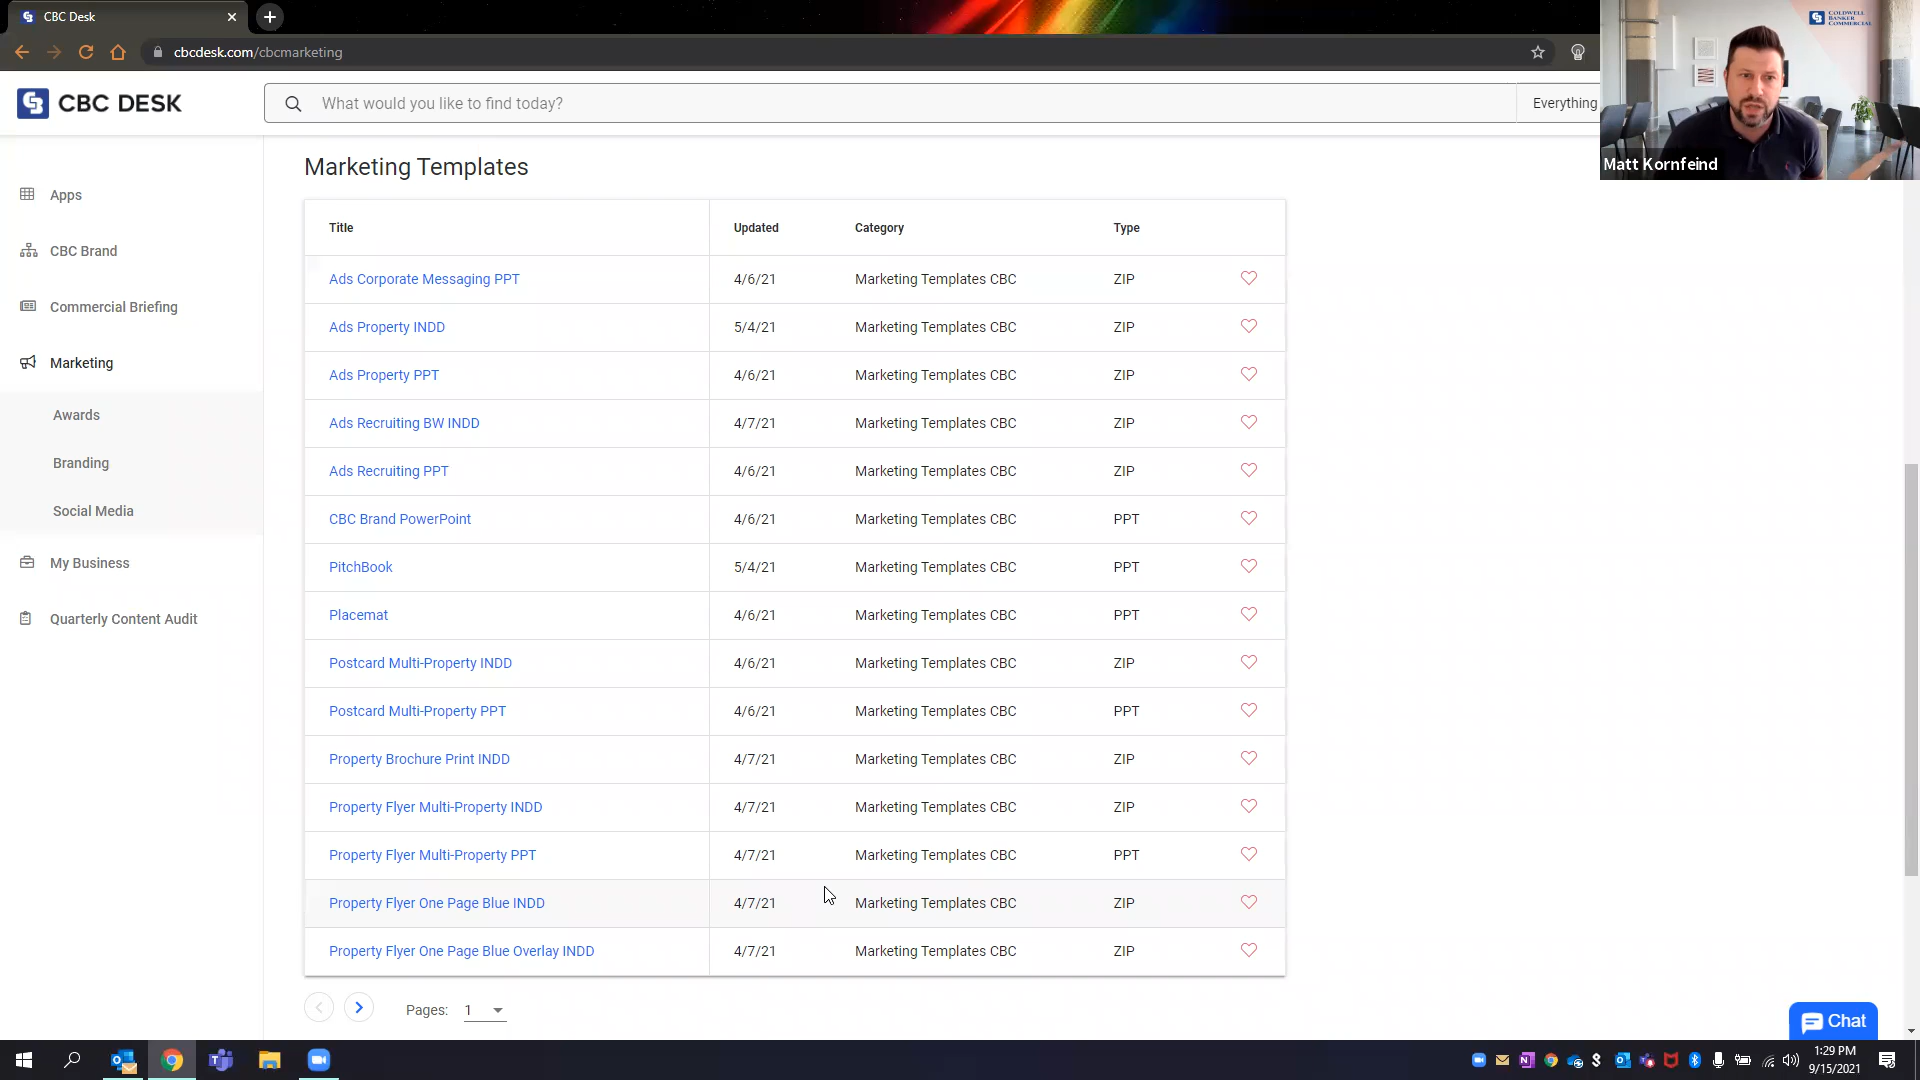 CBC Desk
cbcdesk.com/cbcmarketing
COLDWELL
BANKER
COMMERCIAL
CBC DESK
What would you like to find today?
Everything
Matt Kornfeind
Apps
CBC Brand
Commercial Briefing
Marketing
Awards
Branding
Social Media
My Business
Quarterly Content Audit
Marketing Templates
Title Updated Category Type
Ads Corporate Messaging PPT 4/6/21 Marketing Templates CBC ZIP
Ads Property INDD 5/4/21 Marketing Templates CBC ZIP
Ads Property PPT 4/6/21 Marketing Templates CBC ZIP
Ads Recruiting BW INDD 4/7/21 Marketing Templates CBC ZIP
Ads Recruiting PPT 4/6/21 Marketing Templates CBC ZIP
CBC Brand PowerPoint 4/6/21 Marketing Templates CBC PPT
PitchBook 5/4/21 Marketing Templates CBC PPT
Placemat 4/6/21 Marketing Templates CBC PPT
Postcard Multi-Property INDD 4/6/21 Marketing Templates CBC ZIP
Postcard Multi-Property PPT 4/6/21 Marketing Templates CBC PPT
Property Brochure Print INDD 4/7/21 Marketing Templates CBC ZIP
Property Flyer Multi-Property INDD 4/7/21 Marketing Templates CBC ZIP
Property Flyer Multi-Property PPT 4/7/21 Marketing Templates CBC PPT
Property Flyer One Page Blue INDD 4/7/21 Marketing Templates CBC ZIP
Property Flyer One Page Blue Overlay INDD 4/7/21 Marketing Templates CBC ZIP
Pages: 1
Chat
1:29 PM
9/15/2021